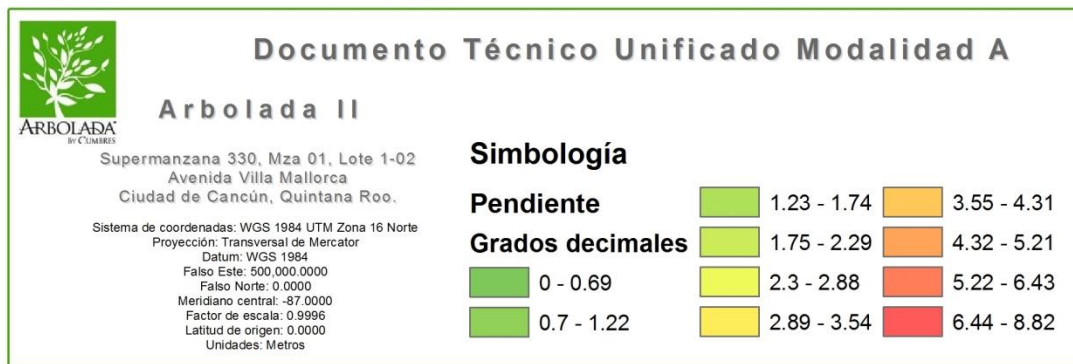 Documento Técnico Unificado Modalidad A
Arbolada II
ARBOLADA
BY CUMBRES
Supermanzana 330, Mza 01, Lote 1-02
Avenida Villa Mallorca
Ciudad de Cancún, Quintana Roo.
Sistema de coordenadas: WGS 1984 UTM Zona 16 Norte
Proyección: Transversal de Mercator
Datum: WGS 1984
Falso Este: 500,000.0000
Falso Norte: 0.0000
Meridiano central: -87.0000
Factor de escala: 0.9996
Latitud de origen: 0.0000
Unidades: Metros
Simbología
Pendiente
Grados decimales
0 - 0.69
0.7 - 1.22
1.23 - 1.74
1.75 - 2.29
2.3 - 2.88
2.89 - 3.54
3.55 - 4.31
4.32 - 5.21
5.22 - 6.43
6.44 - 8.82